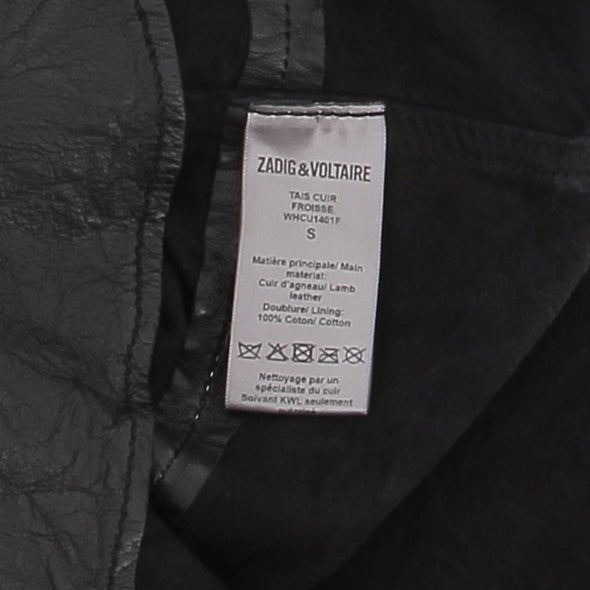 ZADIG & VOLTAIRE
TAIS CUIR
FROISSE
WHCU1401F
S
Matière principale/ Main
material:
Cuir d'agneau/ Lamb
leather
Doublure/ Lining:
100% Coton/ Cotton
Nettoyage par un
spécialiste du cuir
Soivant KWL seulement